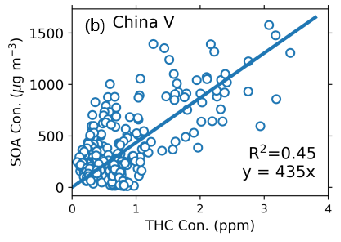 (b) China V
SOA Con. (μg m⁻³)
1500
1000
500
0
R²=0.45
y = 435x
0 1 2 3 4
THC Con. (ppm)